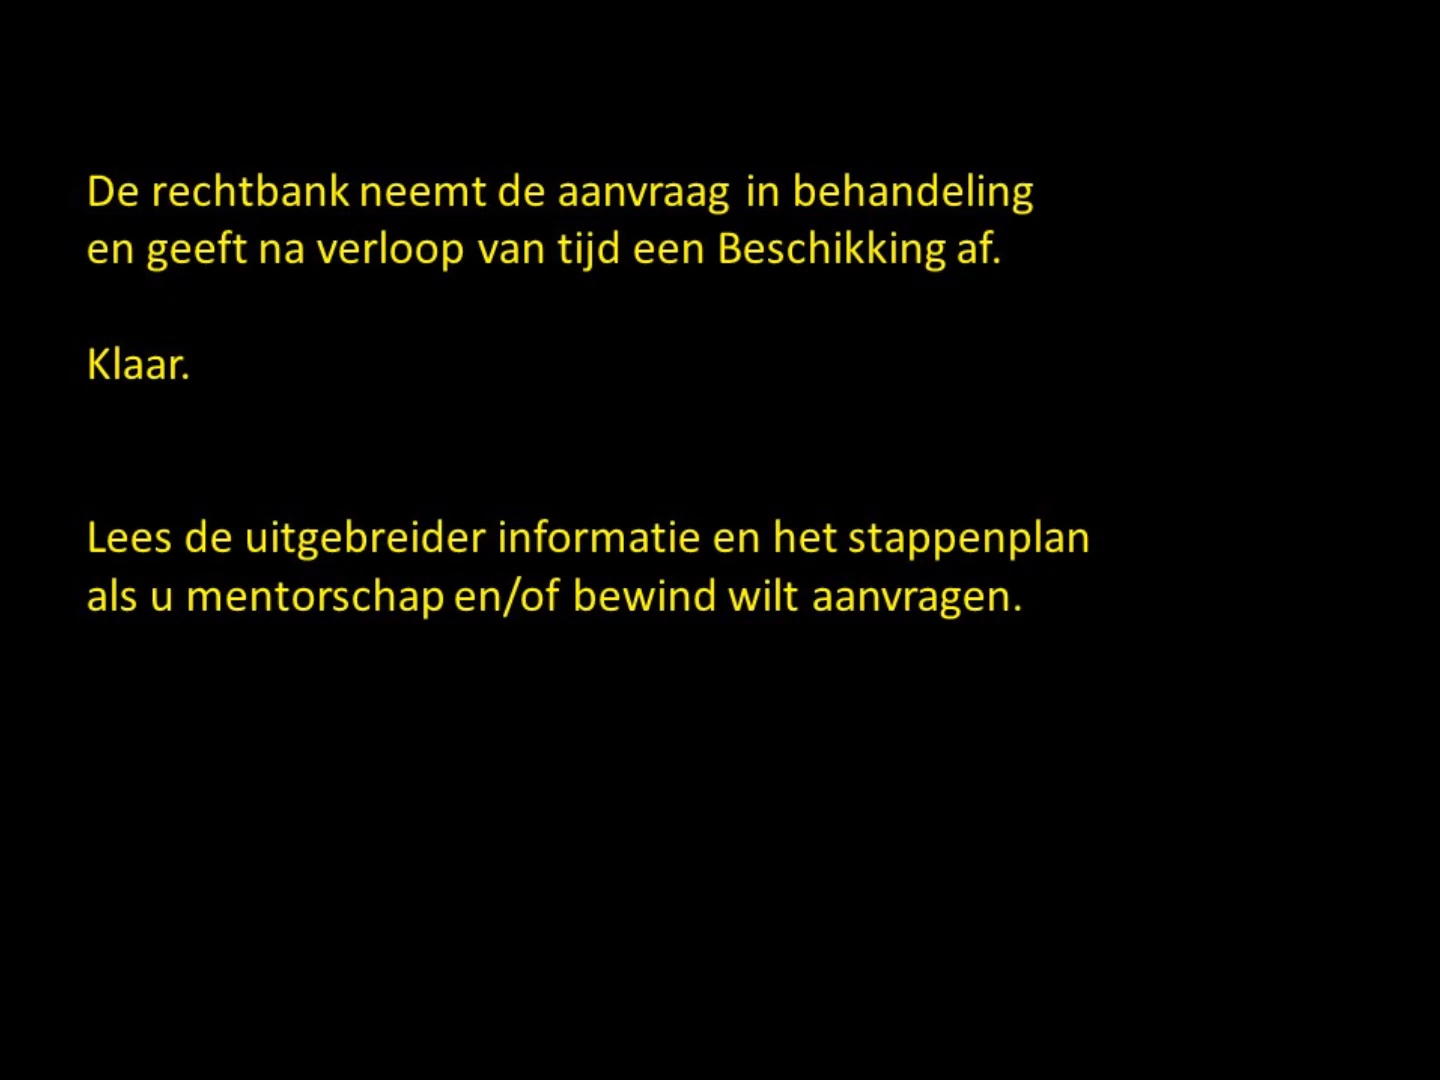 De rechtbank neemt de aanvraag in behandeling
en geeft na verloop van tijd een Beschikking af.
Klaar.
Lees de uitgebreider informatie en het stappenplan
als u mentorschap en/of bewind wilt aanvragen.